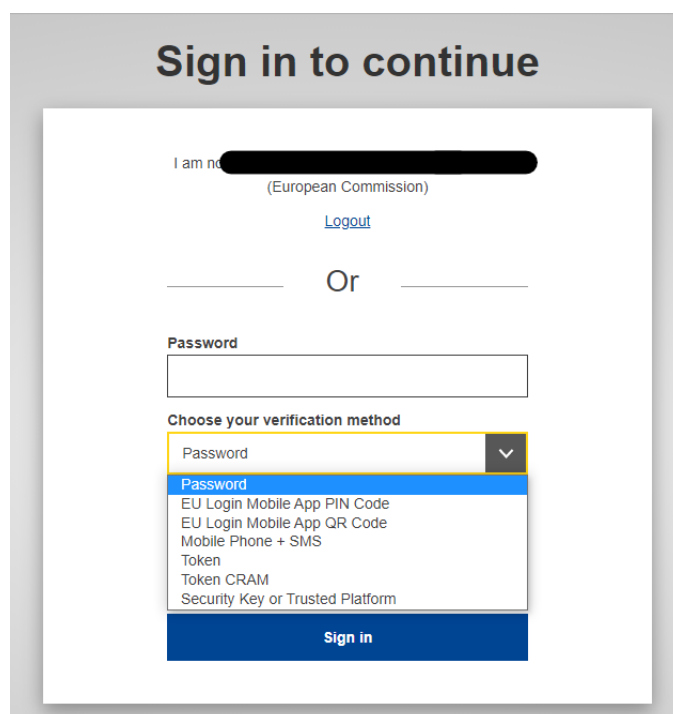 Sign in to continue
I am
(European Commission)
Logout
Or
Password
Choose your verification method
Password
Password
EU Login Mobile App PIN Code
EU Login Mobile App QR Code
Mobile Phone + SMS
Token
Token CRAM
Security Key or Trusted Platform
Sign in